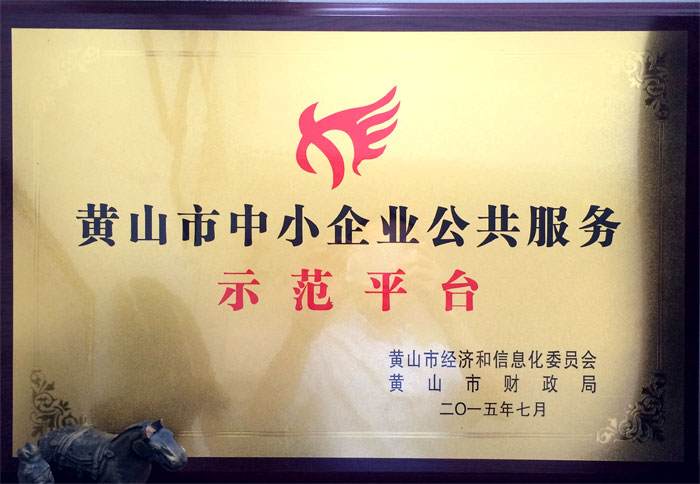 黄山市中小企业公共服务
示范平台
黄山市经济和信息化委员会
黄山市财政局
二〇一五年七月